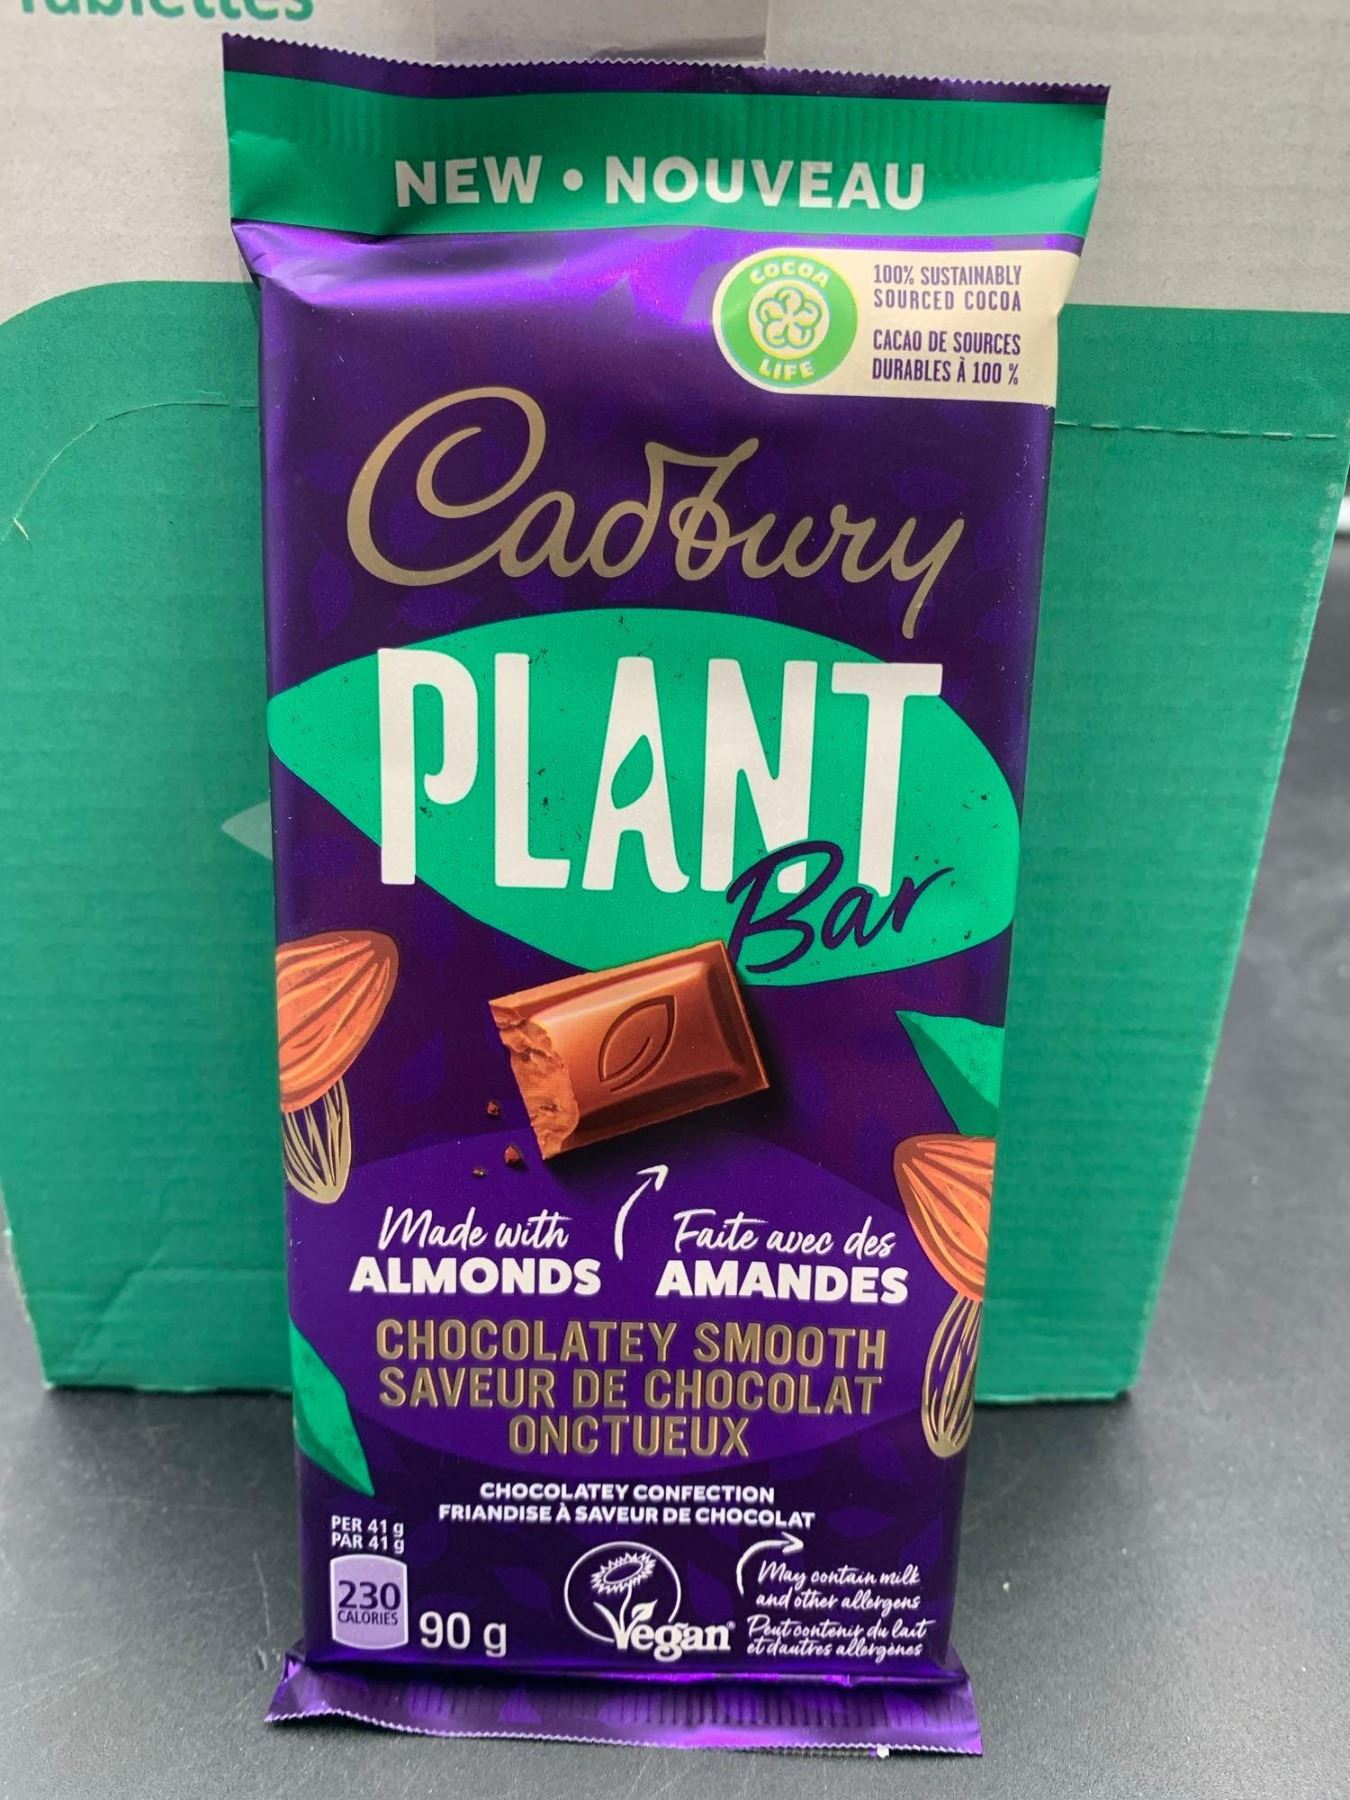 Tablettes
NEW • NOUVEAU
COCOA
LIFE
100% SUSTAINABLY
SOURCED COCOA
CACAO DE SOURCES
DURABLES À 100 %
Cadbury
PLANT
Bar
Made with
ALMONDS
Faite avec des
AMANDES
CHOCOLATEY SMOOTH
SAVEUR DE CHOCOLAT
ONCTUEUX
CHOCOLATEY CONFECTION
FRIANDISE À SAVEUR DE CHOCOLAT
PER 41 g
PAR 41 g
230
CALORIES
90 g
Vegan
May contain milk
and other allergens
Peut contenir du lait
et d'autres allergènes